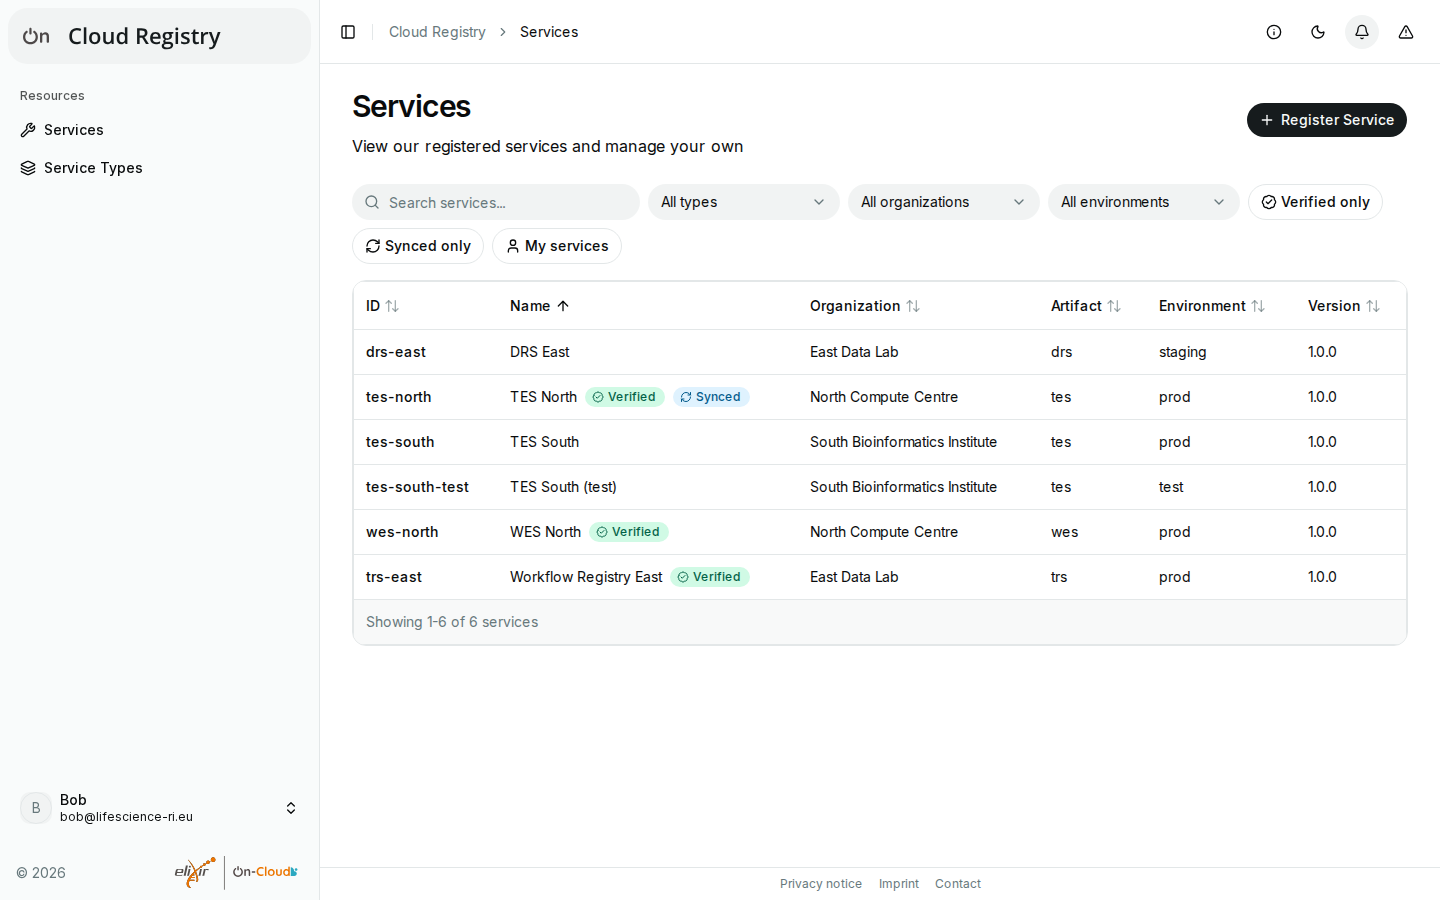 On Cloud Registry
Resources
Services
Service Types
Bob
B
bob@lifescience-ri.eu
© 2026
elixir On-Cloud
Cloud Registry > Services
Services
View our registered services and manage your own
+ Register Service
Search services...
All types
All organizations
All environments
Verified only
Synced only
My services
ID Name Organization Artifact Environment Version
drs-east DRS East East Data Lab drs staging 1.0.0
tes-north TES North Verified Synced North Compute Centre tes prod 1.0.0
tes-south TES South South Bioinformatics Institute tes prod 1.0.0
tes-south-test TES South (test) South Bioinformatics Institute tes test 1.0.0
wes-north WES North Verified North Compute Centre wes prod 1.0.0
trs-east Workflow Registry East Verified East Data Lab trs prod 1.0.0
Showing 1-6 of 6 services
Privacy notice Imprint Contact